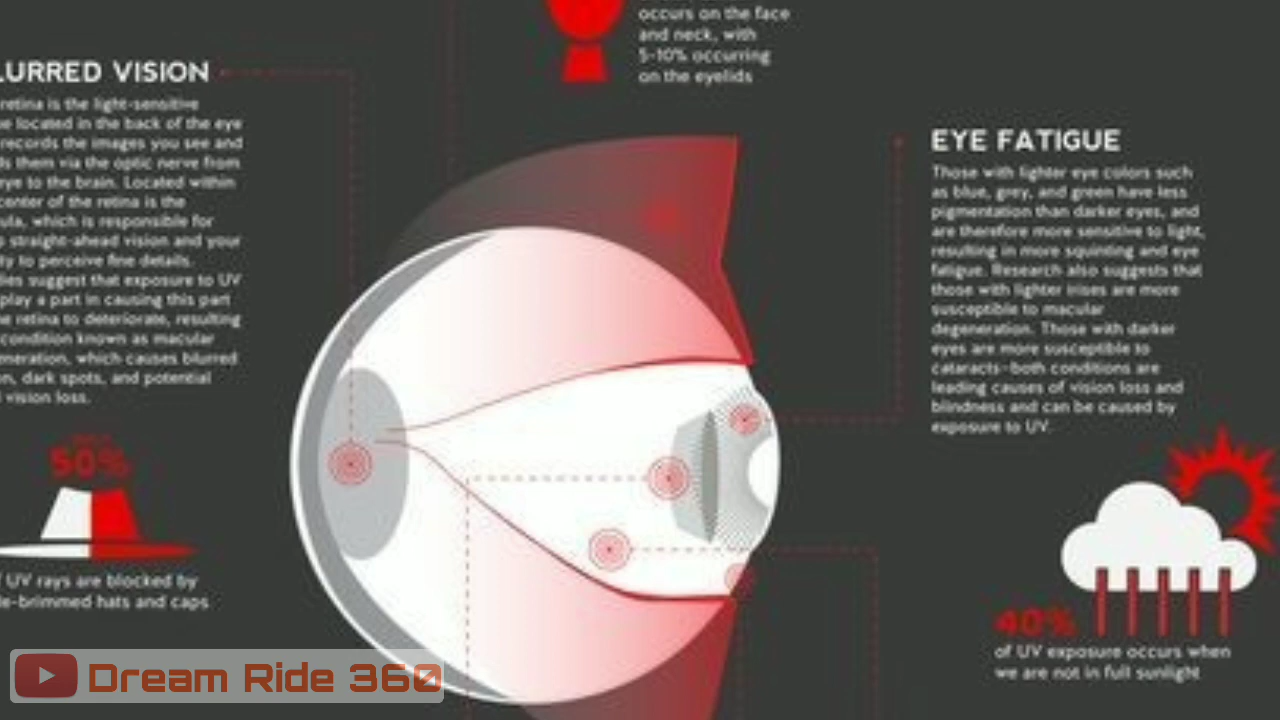 occurs on the face
and neck, with
5-10% occurring
on the eyelids
LURRED VISION
retina is the light-sensitive
e located in the back of the eye
records the images you see and
ds them via the optic nerve from
eye to the brain. Located within
center of the retina is the
ula, which is responsible for
p straight-ahead vision and your
ty to perceive fine details.
lies suggest that exposure to UV
play a part in causing this part
he retina to deteriorate, resulting
condition known as macular
eneration, which causes blurred
on, dark spots, and potential
l vision loss.
50%
f UV rays are blocked by
de-brimmed hats and caps
EYE FATIGUE
Those with lighter eye colors such
as blue, grey, and green have less
pigmentation than darker eyes, and
are therefore more sensitive to light,
resulting in more squinting and eye
fatigue. Research also suggests that
those with lighter irises are more
susceptible to macular
degeneration. Those with darker
eyes are more susceptible to
cataracts-both conditions are
leading causes of vision loss and
blindness and can be caused by
exposure to UV.
40%
of UV exposure occurs when
we are not in full sunlight
Dream Ride 360